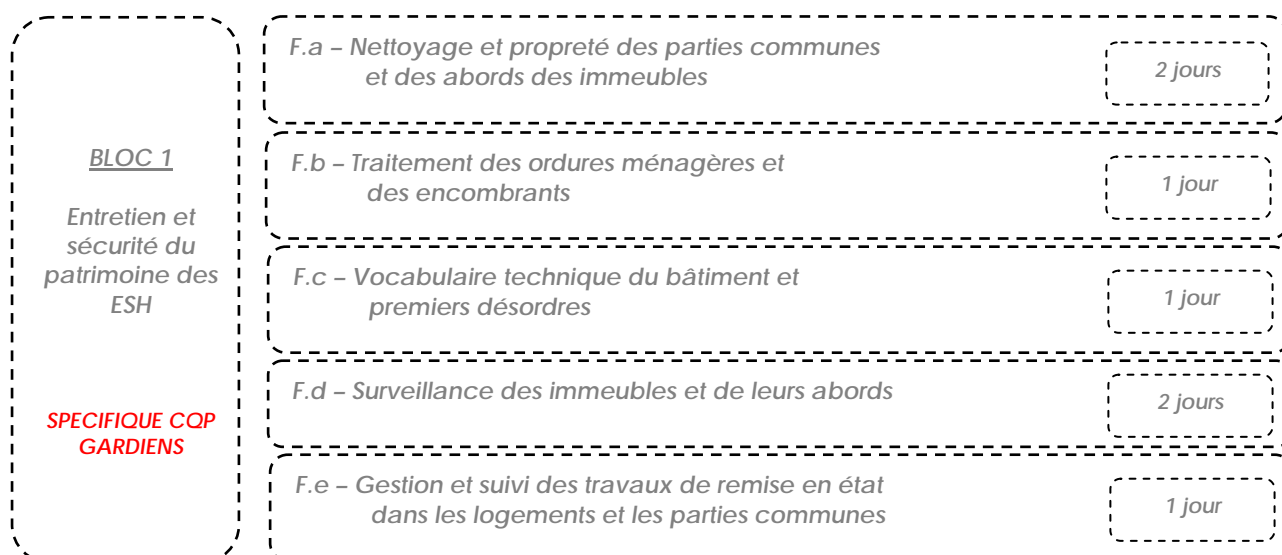 BLOC 1
Entretien et
sécurité du
patrimoine des
ESH
SPECIFIQUE CQP
GARDIENS
F.a – Nettoyage et propreté des parties communes
et des abords des immeubles
2 jours
F.b – Traitement des ordures ménagères et
des encombrants
1 jour
F.c – Vocabulaire technique du bâtiment et
premiers désordres
1 jour
F.d – Surveillance des immeubles et de leurs abords
2 jours
F.e – Gestion et suivi des travaux de remise en état
dans les logements et les parties communes
1 jour